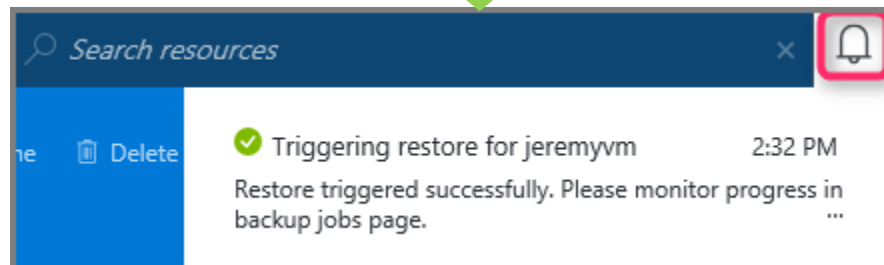 Search resources
Delete
Triggering restore for jeremyvm 2:32 PM
Restore triggered successfully. Please monitor progress in
backup jobs page. ...